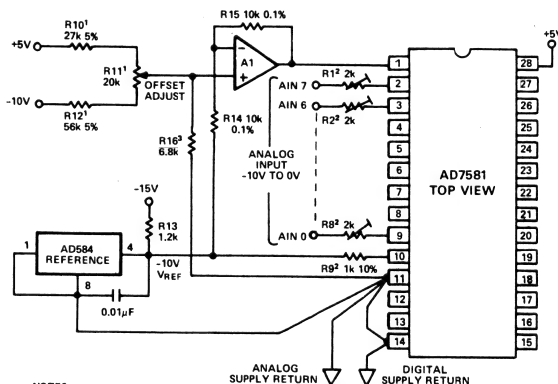 R15 10k 0.1%
R10¹
27k 5%
+5V
R11¹
20k
OFFSET
ADJUST
-10V
R12¹
56k 5%
A1
-
+
R14 10k
0.1%
R16³
6.8k
ANALOG
INPUT
-10V TO 0V
AIN 7
R1² 2k
AIN 6
R2² 2k
AIN 0
R8² 2k
R9² 1k 10%
-15V
R13
1.2k
AD584
REFERENCE
1
4
8
-10V
VREF
0.01μF
AD7581
TOP VIEW
+5V
1
2
3
4
5
6
7
8
9
10
11
12
13
14
28
27
26
25
24
23
22
21
20
19
18
17
16
15
ANALOG
SUPPLY RETURN
DIGITAL
SUPPLY RETURN